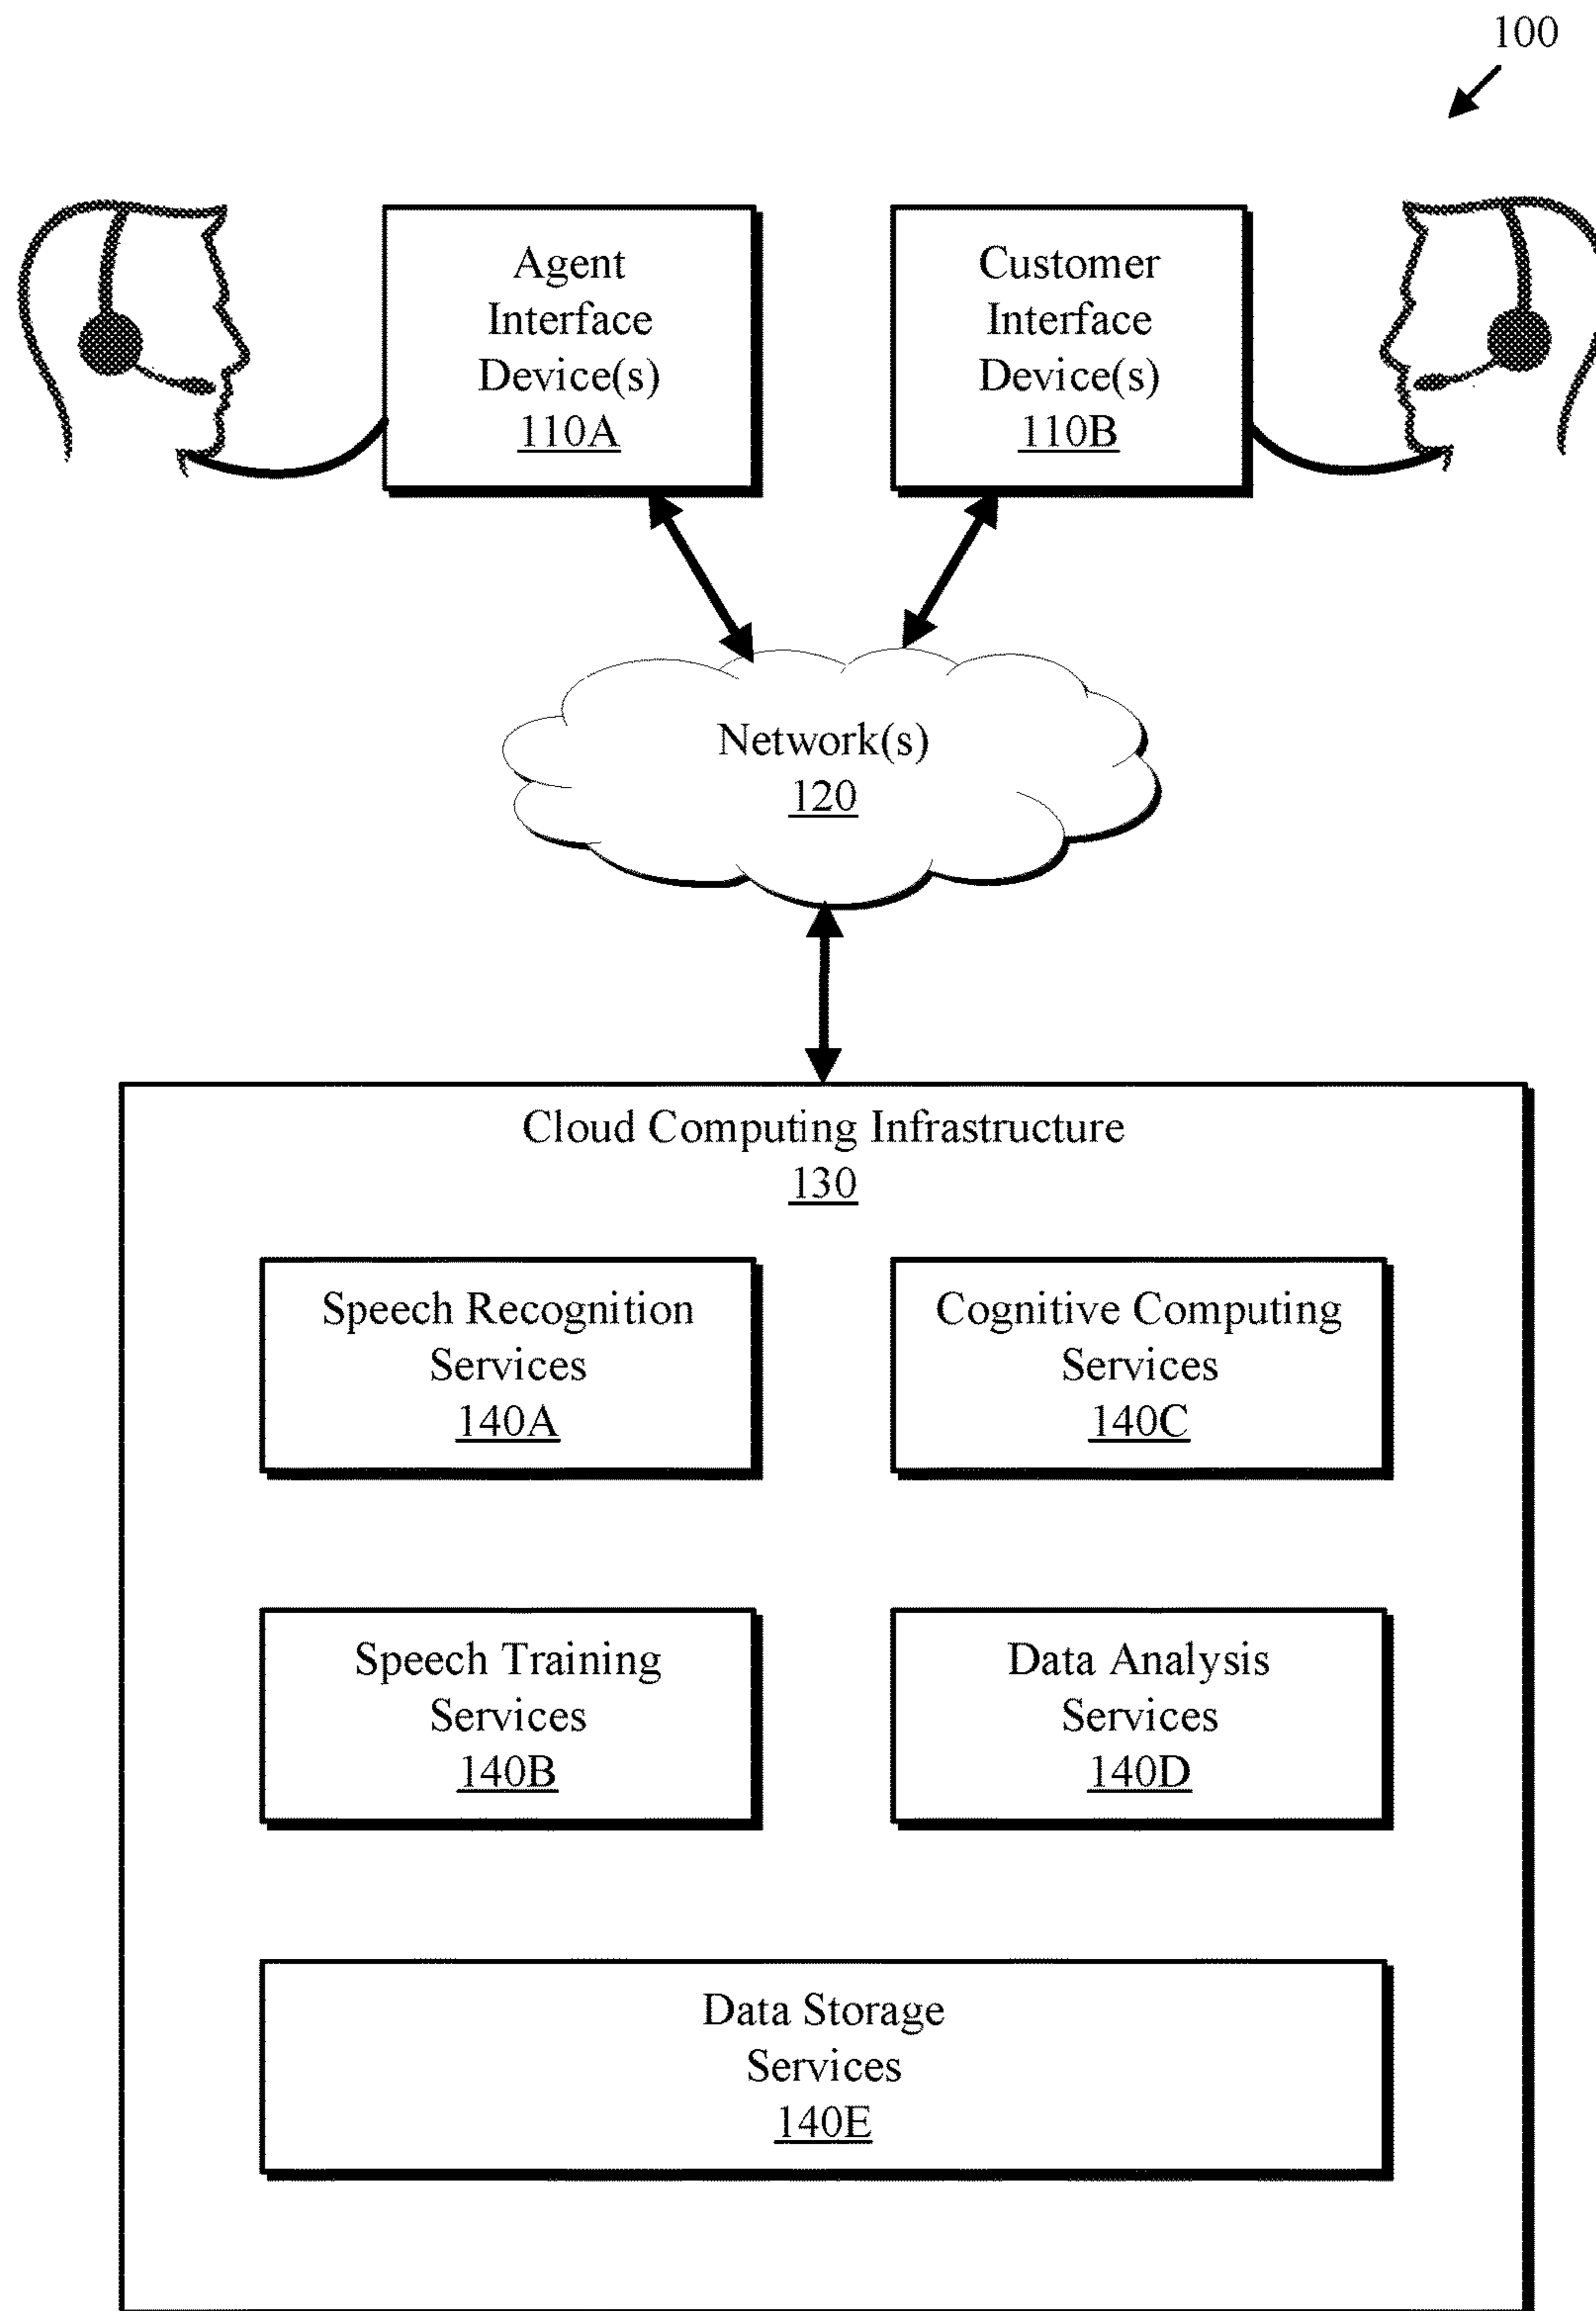 100
Agent
Interface
Device(s)
110A
Customer
Interface
Device(s)
110B
Network(s)
120
Cloud Computing Infrastructure
130
Speech Recognition
Services
140A
Cognitive Computing
Services
140C
Speech Training
Services
140B
Data Analysis
Services
140D
Data Storage
Services
140E